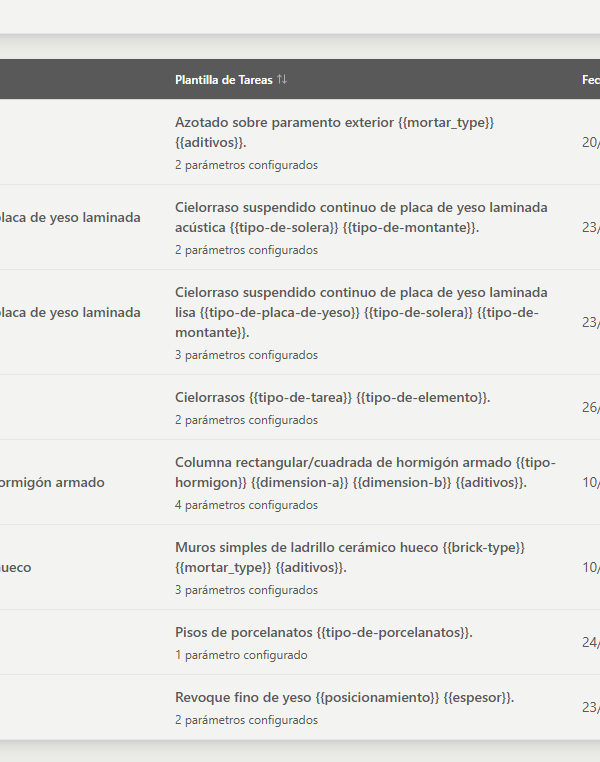 Plantilla de Tareas ↑↓ Fec
Azotado sobre paramento exterior {{mortar_type}}
{{aditivos}}.
20/
2 parámetros configurados
placa de yeso laminada
Cielorraso suspendido continuo de placa de yeso laminada
acústica {{tipo-de-solera}} {{tipo-de-montante}}.
23/
2 parámetros configurados
placa de yeso laminada
Cielorraso suspendido continuo de placa de yeso laminada
lisa {{tipo-de-placa-de-yeso}} {{tipo-de-solera}} {{tipo-de-
montante}}.
23/
3 parámetros configurados
Cielorrasos {{tipo-de-tarea}} {{tipo-de-elemento}}.
26/
2 parámetros configurados
ormigón armado
Columna rectangular/cuadrada de hormigón armado {{tipo-
hormigon}} {{dimension-a}} {{dimension-b}} {{aditivos}}.
10/
4 parámetros configurados
ueco
Muros simples de ladrillo cerámico hueco {{brick-type}}
{{mortar_type}} {{aditivos}}.
10/
3 parámetros configurados
Pisos de porcelanatos {{tipo-de-porcelanatos}}.
24/
1 parámetro configurado
Revoque fino de yeso {{posicionamiento}} {{espesor}}.
23/
2 parámetros configurados